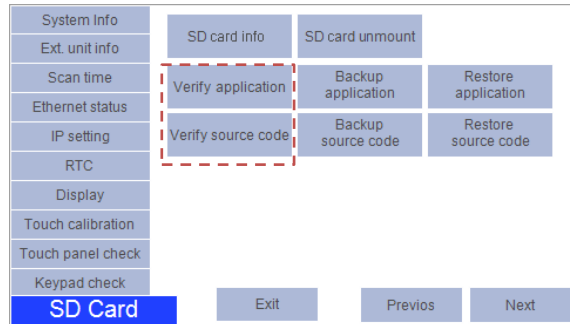 System Info
Ext. unit info
Scan time
Ethernet status
IP setting
RTC
Display
Touch calibration
Touch panel check
Keypad check
SD Card
SD card info
SD card unmount
Verify application
Backup
application
Restore
application
Verify source code
Backup
source code
Restore
source code
Exit
Previos
Next